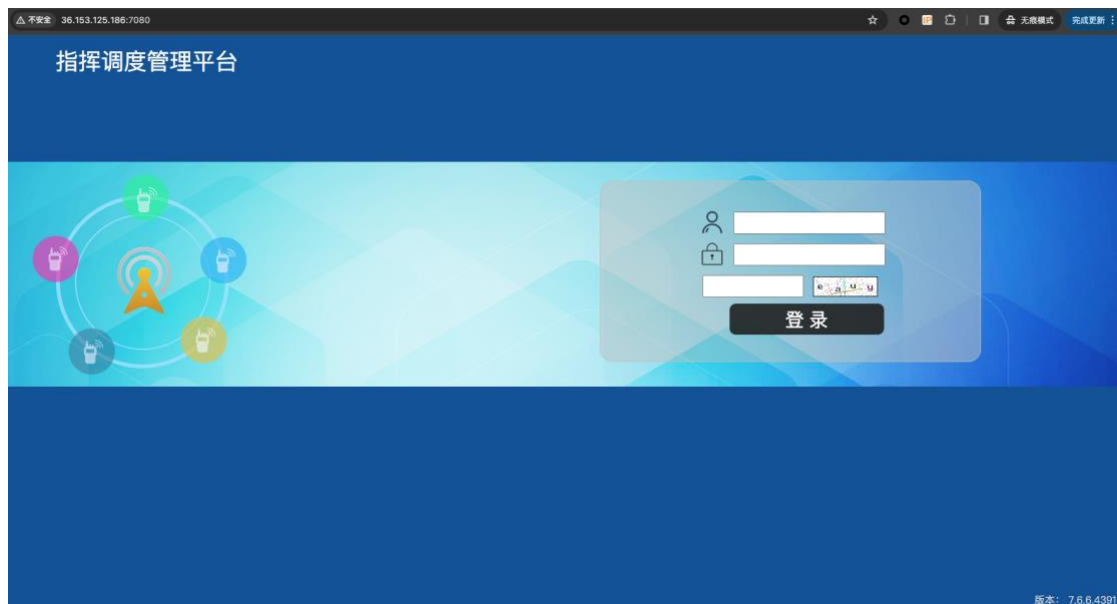 不安全 36.153.125.186:7080 IP 无痕模式 完成更新
指挥调度管理平台
e a u y
登录
版本: 7.6.6.4391